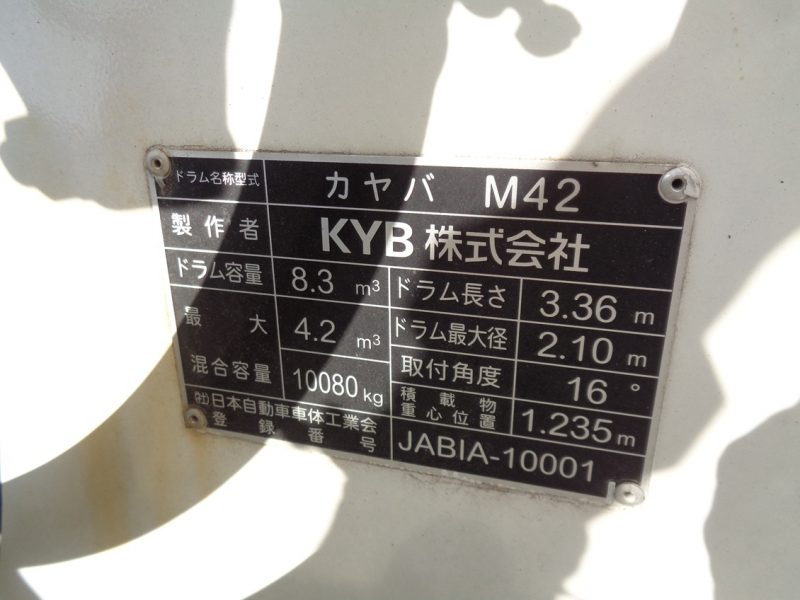 ドラム名称型式 カヤバ M42
製作者 KYB 株式会社
ドラム容量 8.3 m³ ドラム長さ 3.36 m
最大 4.2 m³ ドラム最大径 2.10 m
混合容量 10080 kg 取付角度 16°
積載物
重心位置 1.235 m
㈳日本自動車車体工業会
登録番号 JABIA-10001